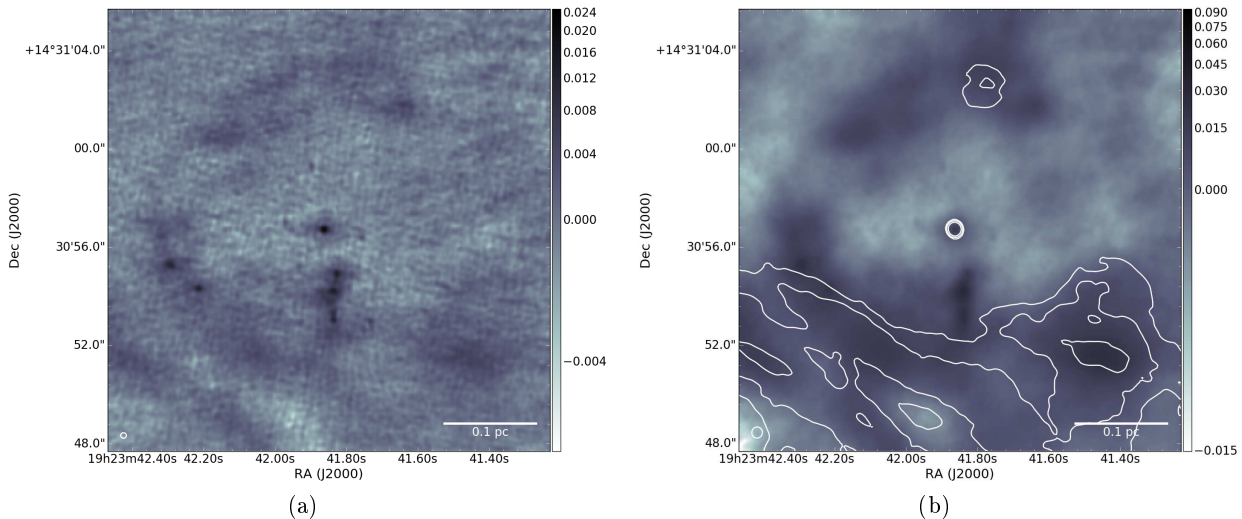 +14°31'04.0"
00.0"
30'56.0"
52.0"
48.0"
Dec (J2000)
19h23m42.40s 42.20s 42.00s 41.80s 41.60s 41.40s
RA (J2000)
0.1 pc
0.024
0.020
0.016
0.012
0.008
0.004
0.000
−0.004
(a)
+14°31'04.0"
00.0"
30'56.0"
52.0"
48.0"
Dec (J2000)
19h23m42.40s 42.20s 42.00s 41.80s 41.60s 41.40s
RA (J2000)
0.1 pc
0.090
0.075
0.060
0.045
0.030
0.015
0.000
−0.015
(b)